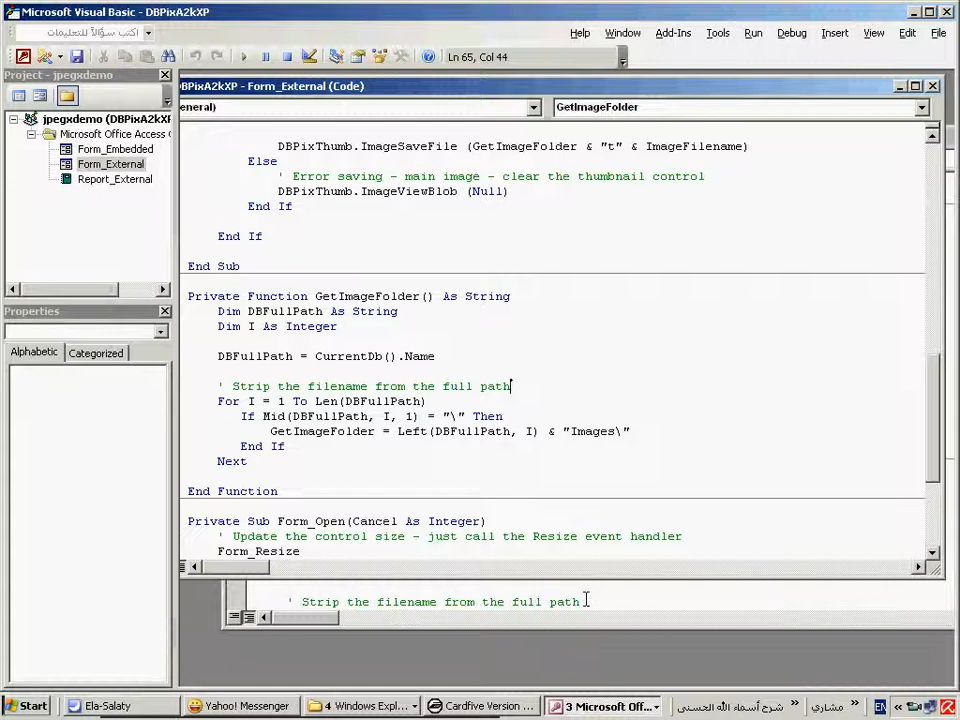 Microsoft Visual Basic - DBPixA2kXP
اكتب سؤالاً للتعليمات
Help Window Add-Ins Tools Run Debug Insert View Edit File
Ln 65, Col 44
Project - jpegxdemo
jpegxdemo (DBPixA2kXP
Microsoft Office Access C
Form_Embedded
Form_External
Report_External
Properties
Alphabetic Categorized
DBPixA2kXP - Form_External (Code)
eneral) GetImageFolder
DBPixThumb.ImageSaveFile (GetImageFolder & "t" & ImageFilename)
Else
' Error saving - main image - clear the thumbnail control
DBPixThumb.ImageViewBlob (Null)
End If
End If
End Sub
Private Function GetImageFolder() As String
Dim DBFullPath As String
Dim I As Integer
DBFullPath = CurrentDb().Name
' Strip the filename from the full path
For I = 1 To Len(DBFullPath)
If Mid(DBFullPath, I, 1) = "\" Then
GetImageFolder = Left(DBFullPath, I) & "Images\"
End If
Next
End Function
Private Sub Form_Open(Cancel As Integer)
' Update the control size - just call the Resize event handler
Form_Resize
' Strip the filename from the full path
Start Ela-Salaty Yahoo! Messenger 4 Windows Expl... Cardfive Version ... 3 Microsoft Off... شرح أسماء الله الحسنى » مشاري » EN «